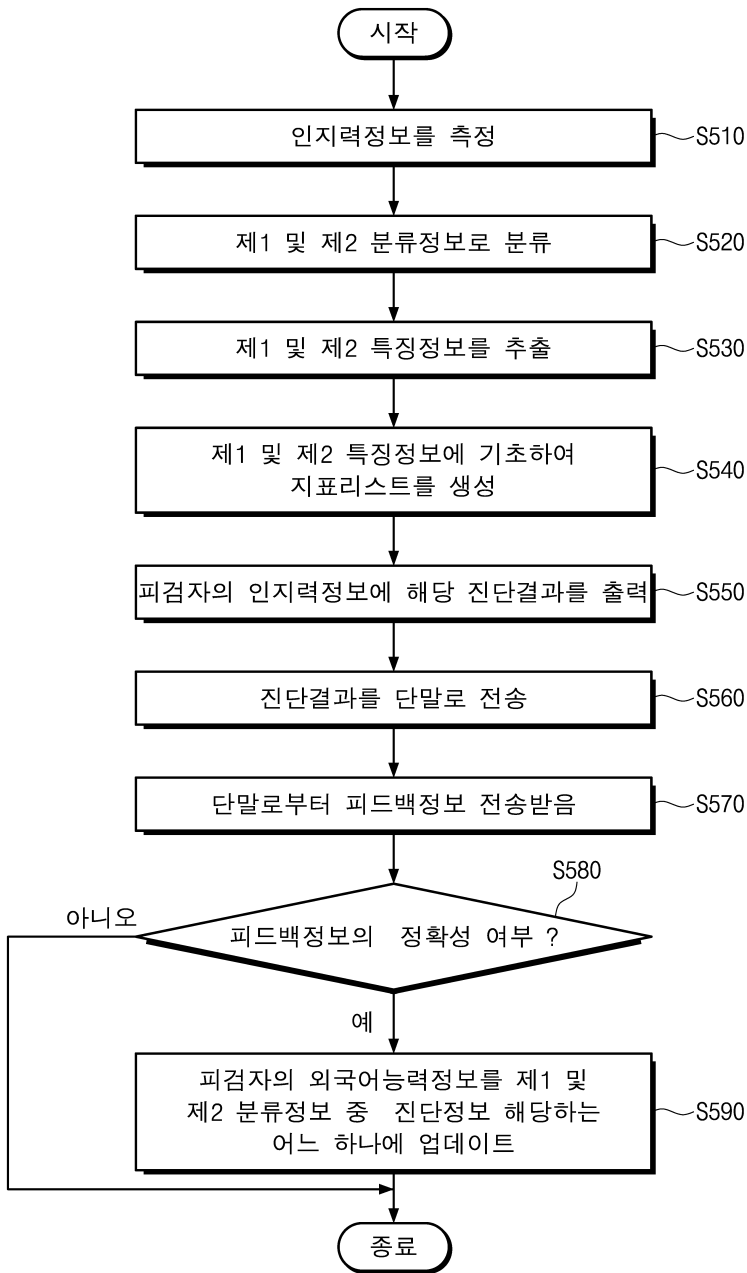 시작
인지력정보를 측정
S510
제1 및 제2 분류정보로 분류
S520
제1 및 제2 특징정보를 추출
S530
제1 및 제2 특징정보에 기초하여
지표리스트를 생성
S540
피검자의 인지력정보에 해당 진단결과를 출력
S550
진단결과를 단말로 전송
S560
단말로부터 피드백정보 전송받음
S570
S580
아니오
피드백정보의 정확성 여부 ?
예
피검자의 외국어능력정보를 제1 및
제2 분류정보 중 진단정보 해당하는
어느 하나에 업데이트
S590
종료